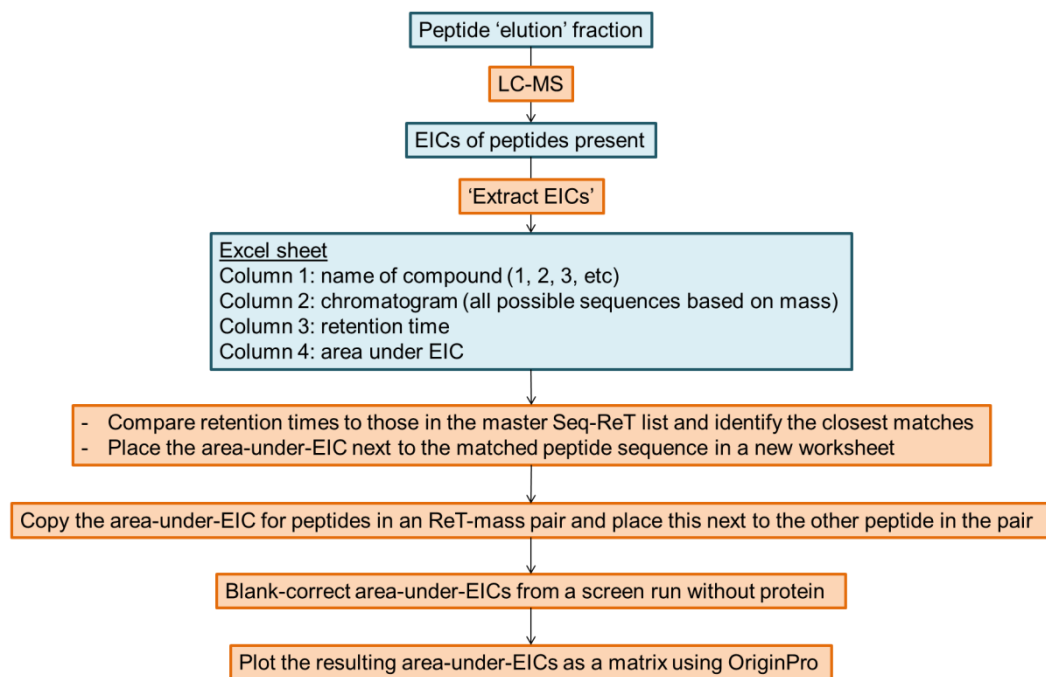 Peptide ‘elution’ fraction
LC-MS
EICs of peptides present
‘Extract EICs’
Excel sheet
Column 1: name of compound (1, 2, 3, etc)
Column 2: chromatogram (all possible sequences based on mass)
Column 3: retention time
Column 4: area under EIC
- Compare retention times to those in the master Seq-ReT list and identify the closest matches
- Place the area-under-EIC next to the matched peptide sequence in a new worksheet
Copy the area-under-EIC for peptides in an ReT-mass pair and place this next to the other peptide in the pair
Blank-correct area-under-EICs from a screen run without protein
Plot the resulting area-under-EICs as a matrix using OriginPro